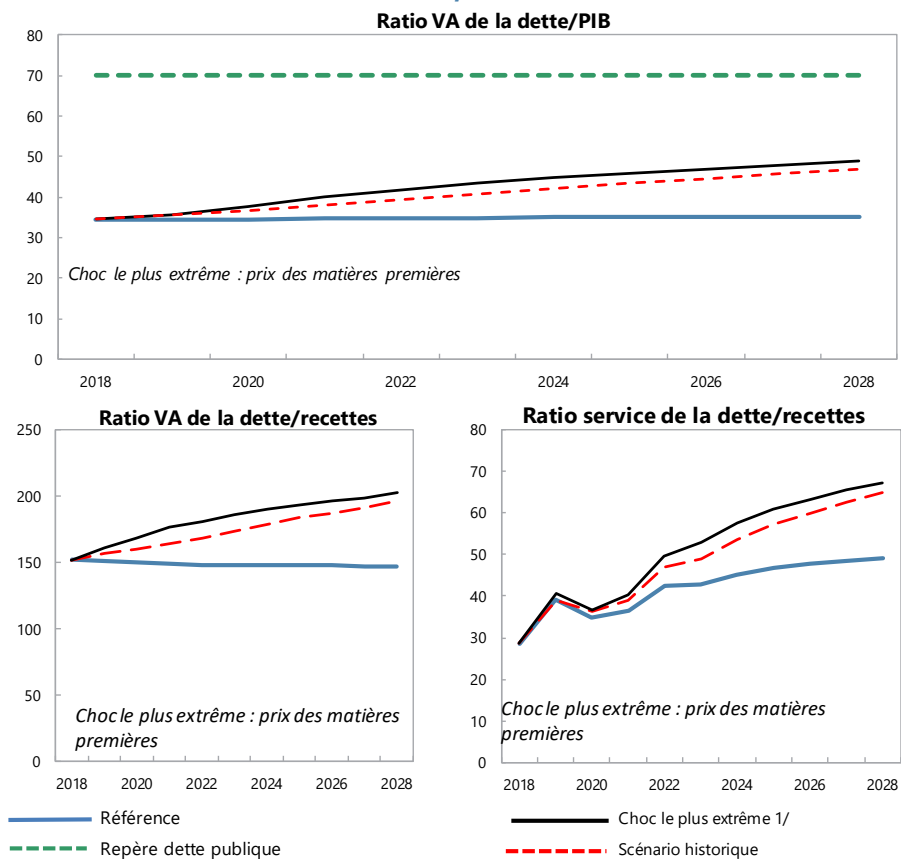 Ratio VA de la dette/PIB
80
70
60
50
40
30
20
10
0
Choc le plus extrême : prix des matières premières
2018 2020 2022 2024 2026 2028
Ratio VA de la dette/recettes
250
200
150
100
50
0
Choc le plus extrême : prix des matières
premières
2018 2020 2022 2024 2026 2028
Ratio service de la dette/recettes
80
70
60
50
40
30
20
10
0
Choc le plus extrême : prix des matières
premières
2018 2020 2022 2024 2026 2028
Référence
Choc le plus extrême 1/
Repère dette publique
Scénario historique